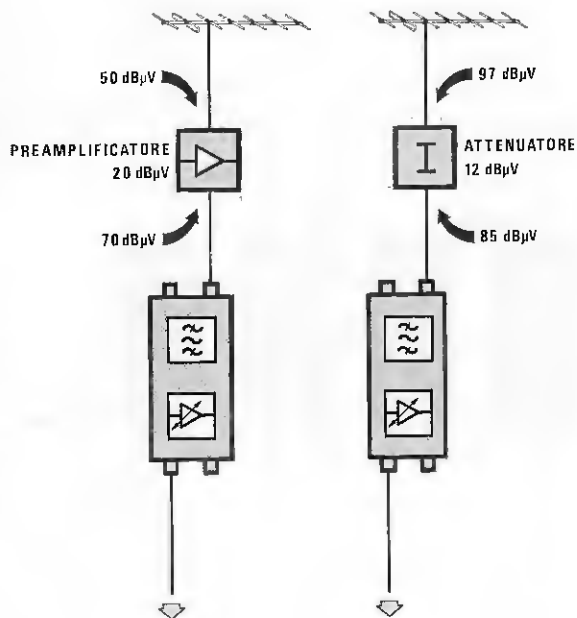 50 dBµV
PREAMPLIFICATORE
20 dBµV
70 dBµV
97 dBµV
ATTENUATORE
12 dBµV
85 dBµV